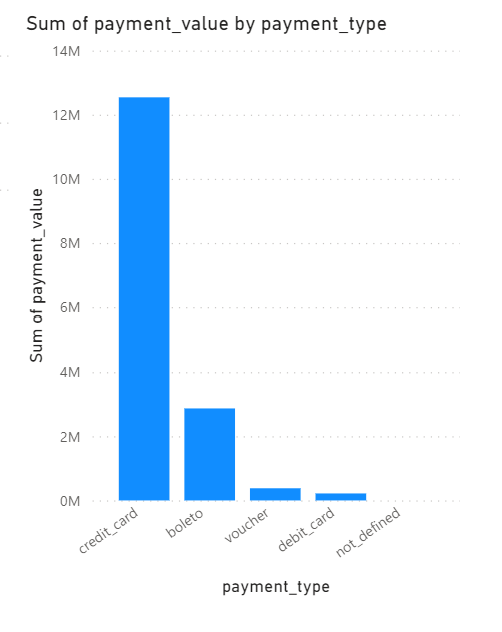 Sum of payment_value by payment_type
14M
12M
10M
8M
6M
4M
2M
0M
Sum of payment_value
credit_card
boleto
voucher
debit_card
not_defined
payment_type